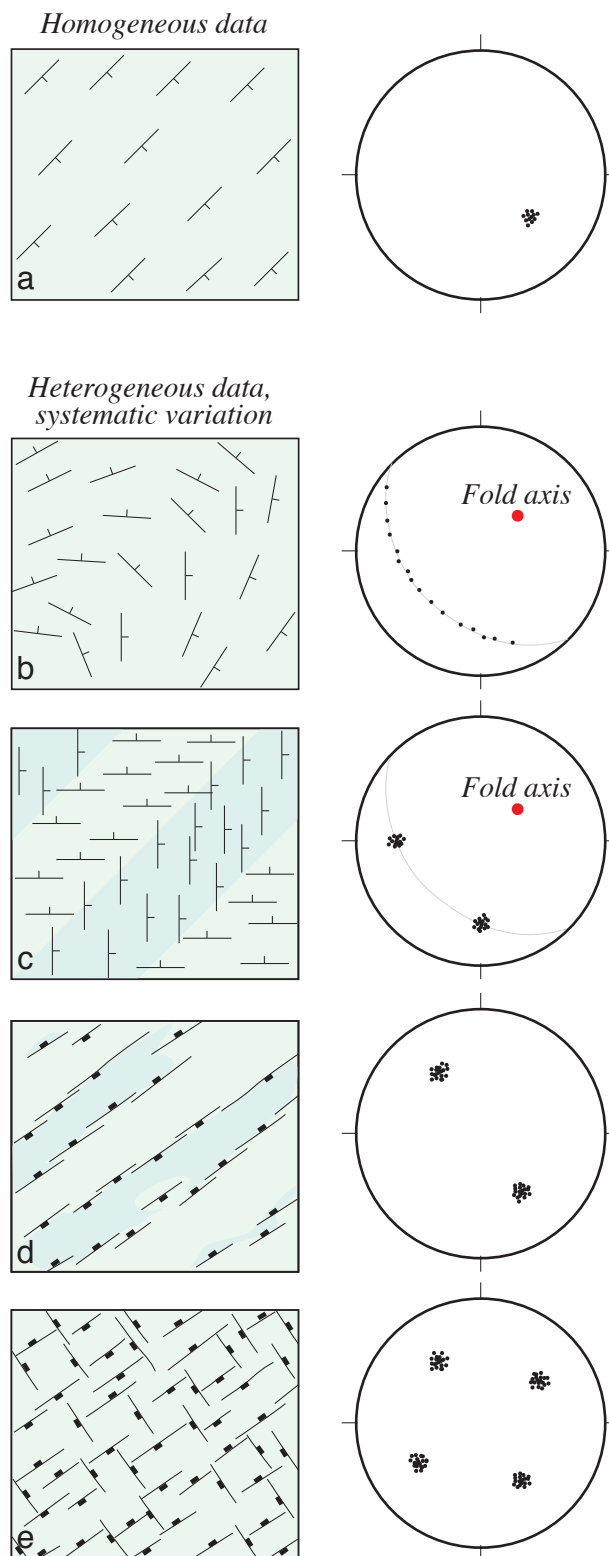 Homogeneous data
a
Heterogeneous data,
systematic variation
b
Fold axis
c
Fold axis
d
e